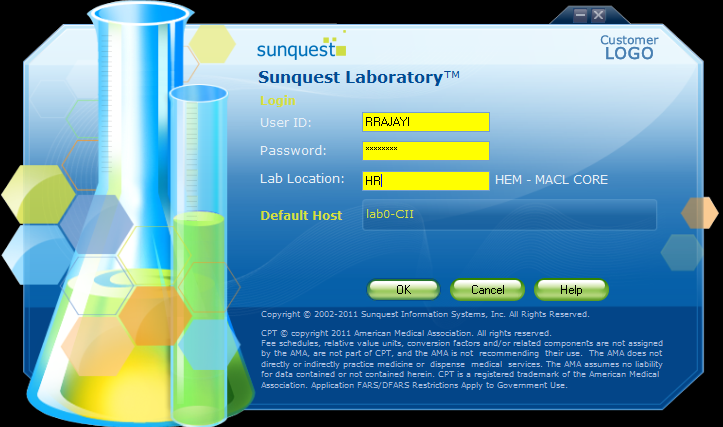 Customer
LOGO
sunquest
Sunquest Laboratory™
Login
User ID: RRAJAYI
Password: xxxxxxxx
Lab Location: HR HEM - MACL CORE
Default Host lab0-CII
OK Cancel Help
Copyright © 2002-2011 Sunquest Information Systems, Inc. All Rights Reserved.
CPT © copyright 2011 American Medical Association. All rights reserved.
Fee schedules, relative value units, conversion factors and/or related components are not assigned
by the AMA, are not part of CPT, and the AMA is not recommending their use. The AMA does not
directly or indirectly practice medicine or dispense medical services. The AMA assumes no liability
for data contained or not contained herein. CPT is a registered trademark of the American Medical
Association. Application FARS/DFARS Restrictions Apply to Government Use.